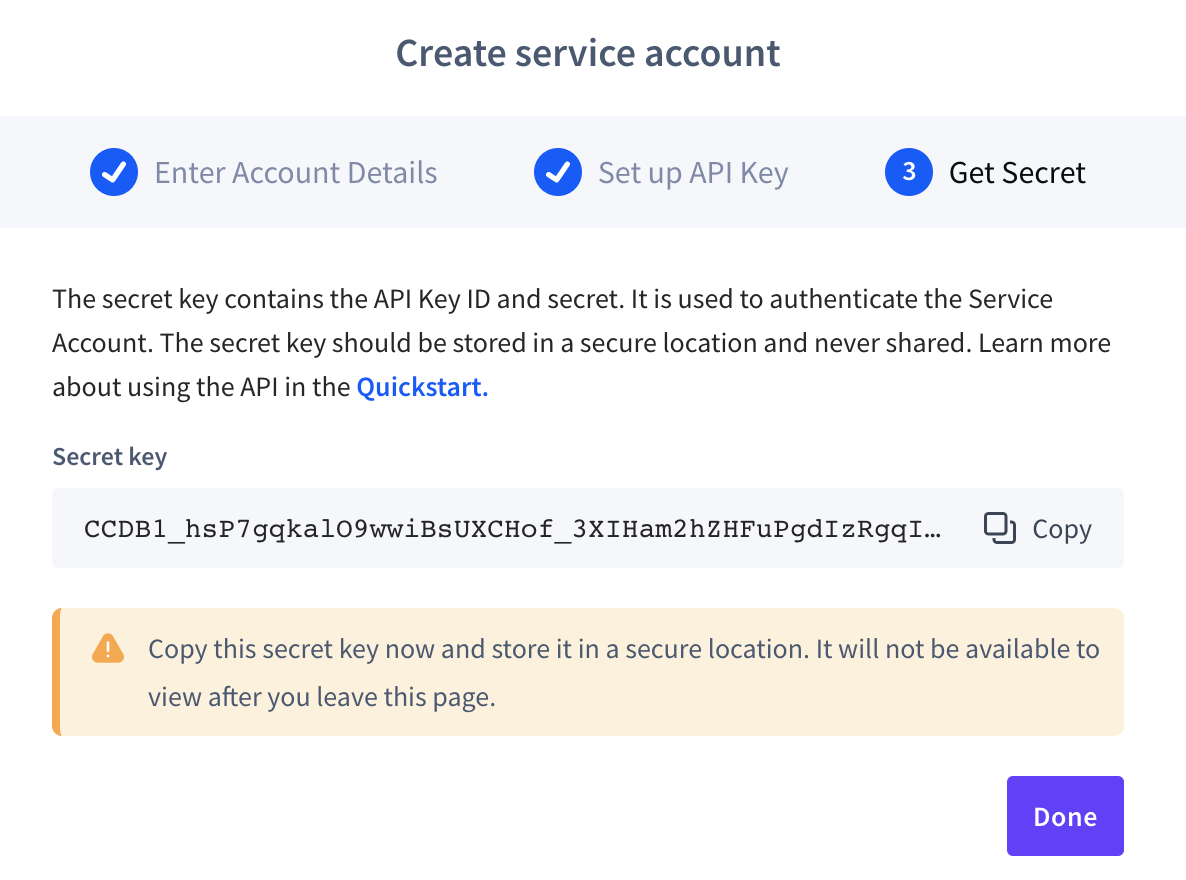 Create service account
Enter Account Details
Set up API Key
3
Get Secret
The secret key contains the API Key ID and secret. It is used to authenticate the Service
Account. The secret key should be stored in a secure location and never shared. Learn more
about using the API in the Quickstart.
Secret key
CCDB1_hsP7gqkalO9wwiBsUXCHof_3XIHam2hZHFuPgdIzRgqI…
Copy
Copy this secret key now and store it in a secure location. It will not be available to
view after you leave this page.
Done